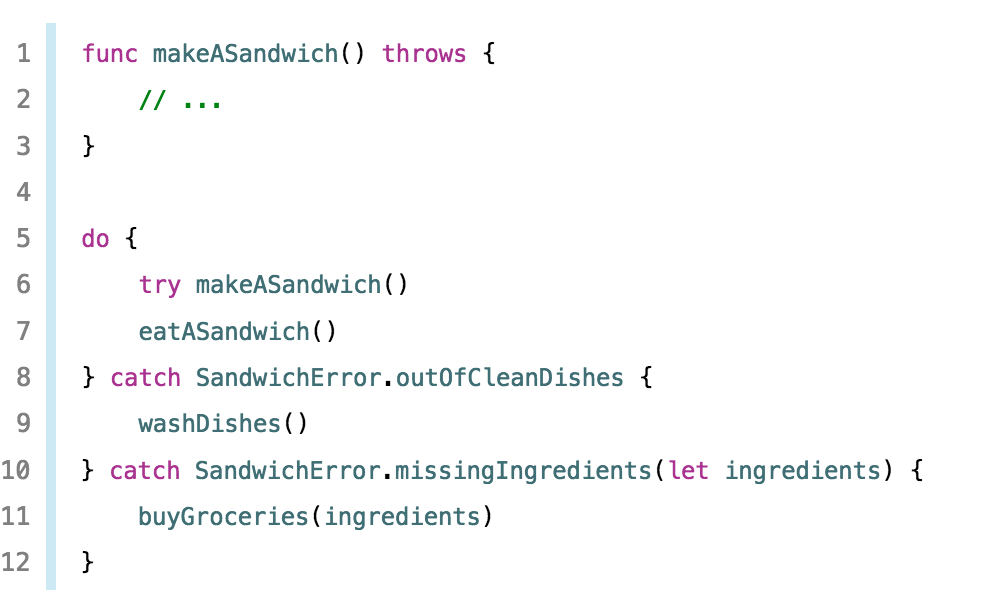 1 func makeASandwich() throws {
2     // ...
3 }
4
5 do {
6     try makeASandwich()
7     eatASandwich()
8 } catch SandwichError.outOfCleanDishes {
9     washDishes()
10 } catch SandwichError.missingIngredients(let ingredients) {
11     buyGroceries(ingredients)
12 }